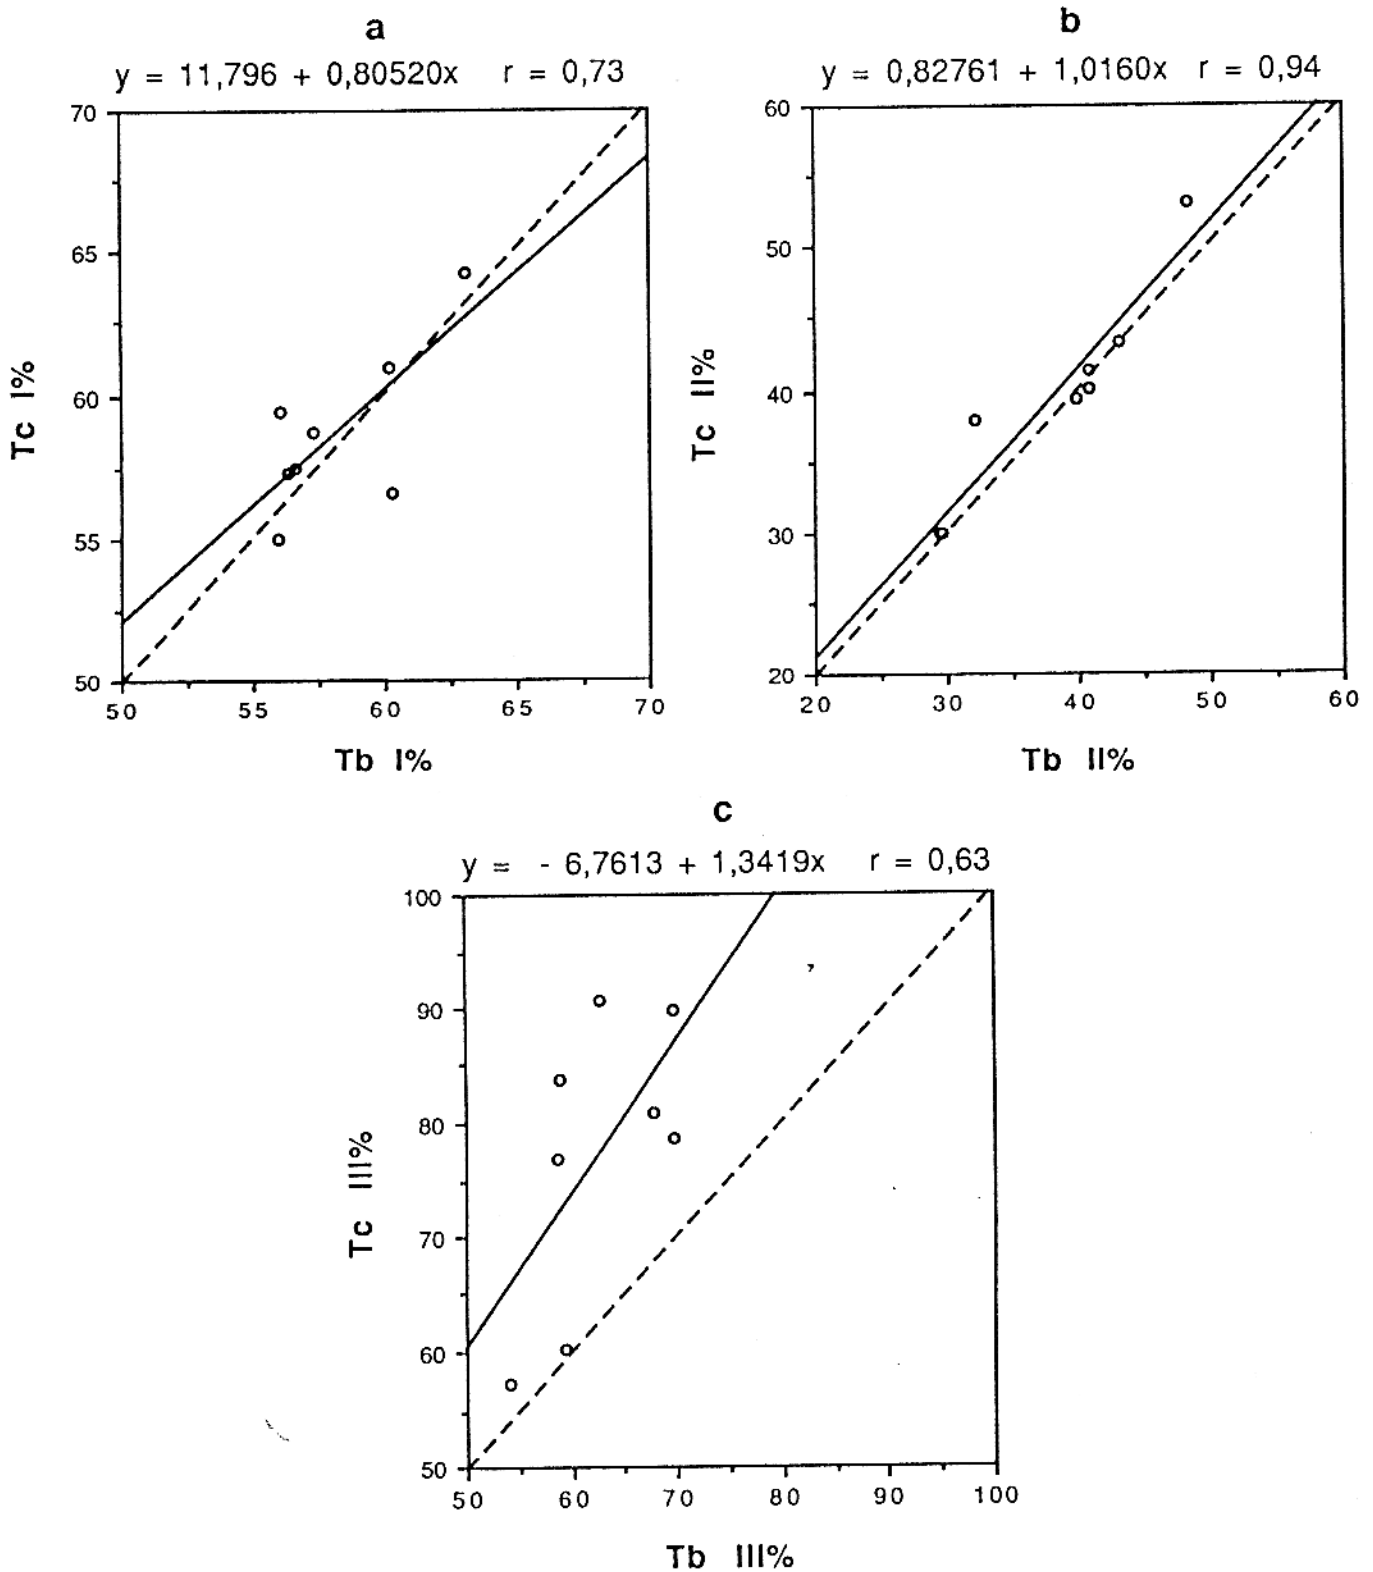 a
y = 11,796 + 0,80520x r = 0,73
70
65
60
55
50
50 55 60 65 70
Tc I%
Tb I%
b
y = 0,82761 + 1,0160x r = 0,94
60
50
40
30
20
20 30 40 50 60
Tc II%
Tb II%
c
y = - 6,7613 + 1,3419x r = 0,63
100
90
80
70
60
50
50 60 70 80 90 100
Tc III%
Tb III%